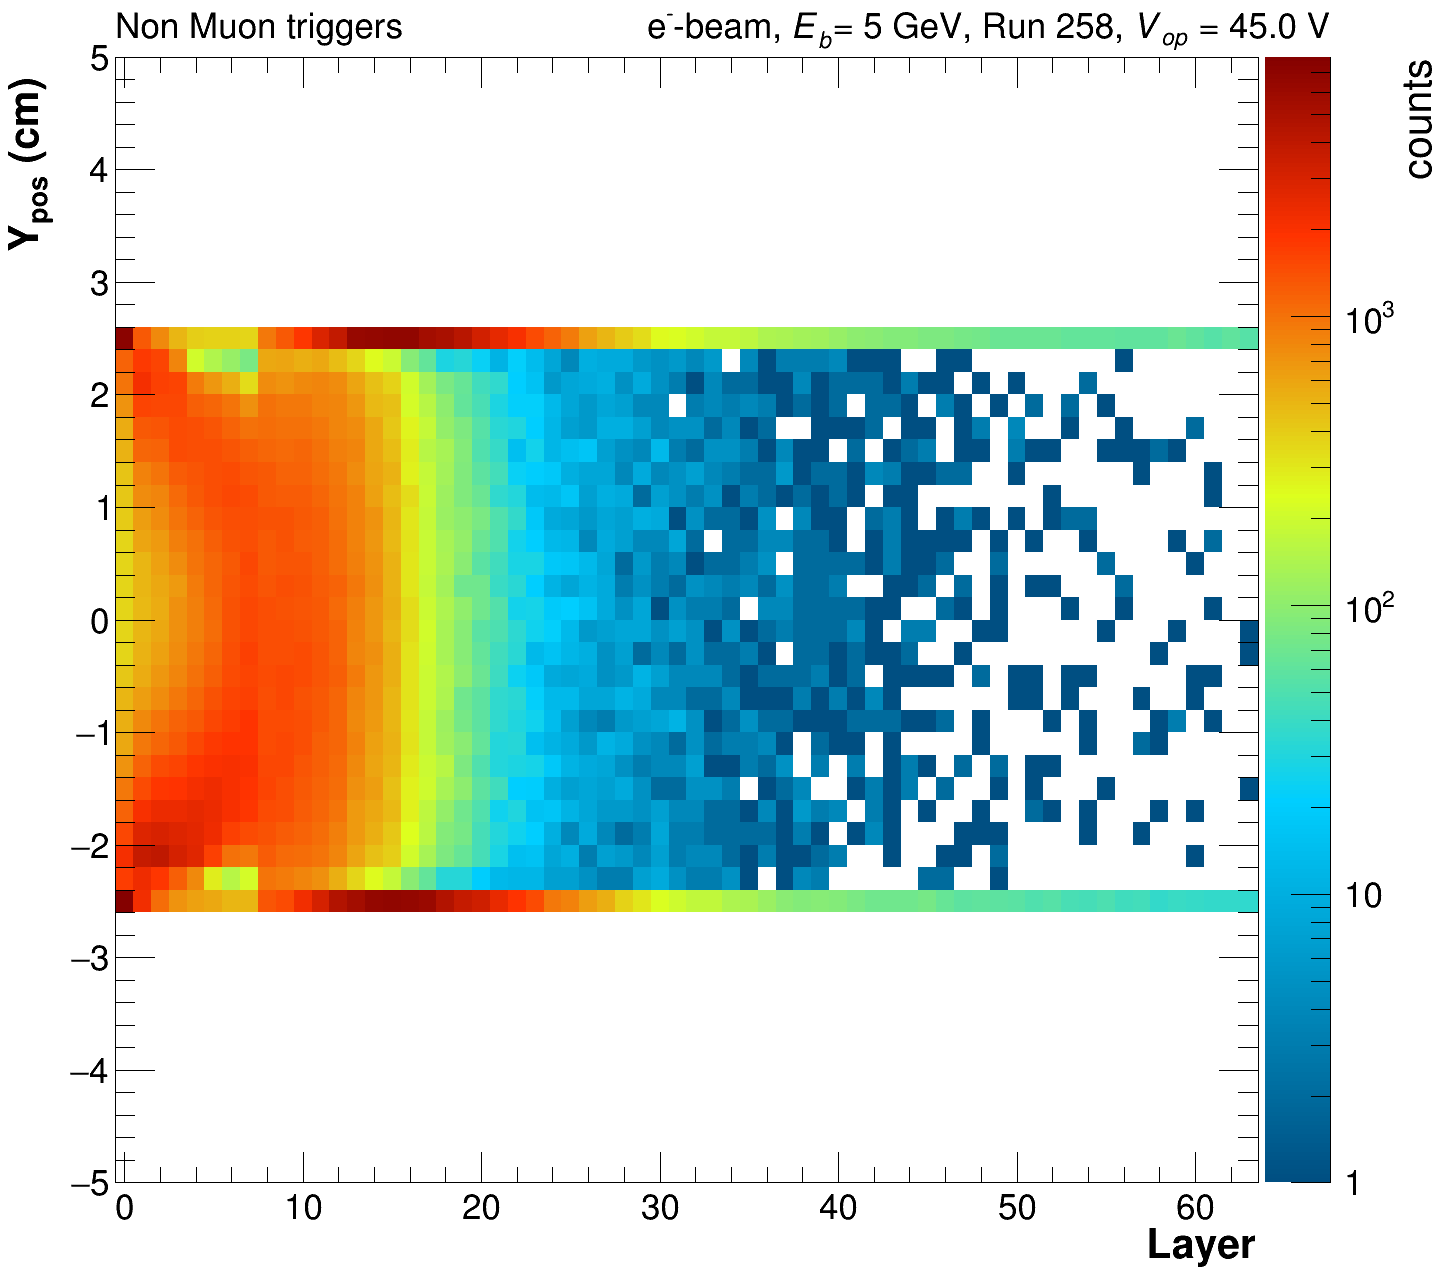 Non Muon triggers
e⁻-beam, E_b= 5 GeV, Run 258, V_op = 45.0 V
counts
Y_pos (cm)
5
4
3
2
1
0
−1
−2
−3
−4
−5
0 10 20 30 40 50 60
Layer
10³
10²
10
1